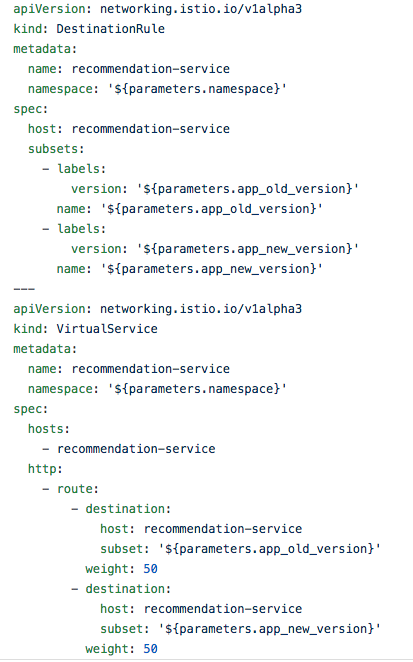 apiVersion: networking.istio.io/v1alpha3
kind: DestinationRule
metadata:
  name: recommendation-service
  namespace: '${parameters.namespace}'
spec:
  host: recommendation-service
  subsets:
    - labels:
        version: '${parameters.app_old_version}'
      name: '${parameters.app_old_version}'
    - labels:
        version: '${parameters.app_new_version}'
      name: '${parameters.app_new_version}'
---
apiVersion: networking.istio.io/v1alpha3
kind: VirtualService
metadata:
  name: recommendation-service
  namespace: '${parameters.namespace}'
spec:
  hosts:
    - recommendation-service
  http:
    - route:
        - destination:
            host: recommendation-service
            subset: '${parameters.app_old_version}'
          weight: 50
        - destination:
            host: recommendation-service
            subset: '${parameters.app_new_version}'
          weight: 50